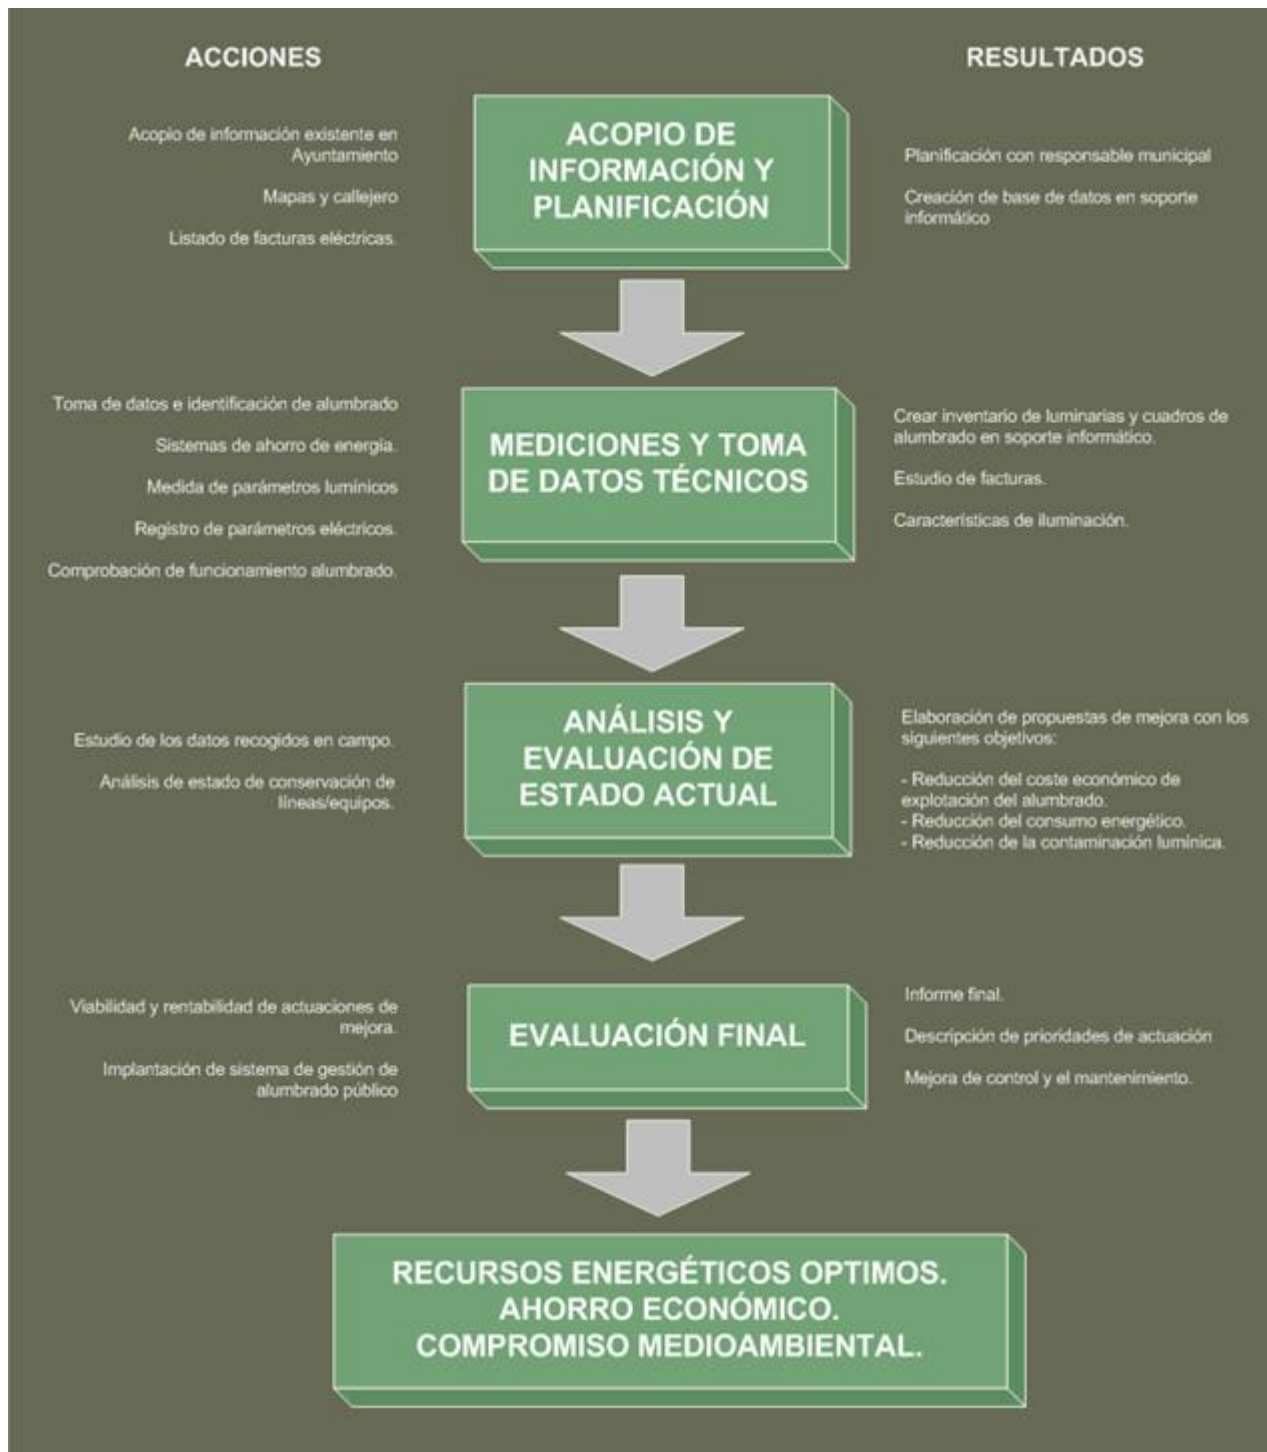 ACCIONES
RESULTADOS
Acopio de información existente en
Ayuntamiento
Mapas y callejero
Listado de facturas eléctricas.
ACOPIO DE
INFORMACIÓN Y
PLANIFICACIÓN
Planificación con responsable municipal
Creación de base de datos en soporte
informático
Toma de datos e identificación de alumbrado
Sistemas de ahorro de energía.
Medida de parámetros lumínicos
Registro de parámetros eléctricos.
Comprobación de funcionamiento alumbrado.
MEDICIONES Y TOMA
DE DATOS TÉCNICOS
Crear inventario de luminarias y cuadros de
alumbrado en soporte informático.
Estudio de facturas.
Características de iluminación.
Estudio de los datos recogidos en campo.
Análisis de estado de conservación de
líneas/equipos.
ANÁLISIS Y
EVALUACIÓN DE
ESTADO ACTUAL
Elaboración de propuestas de mejora con los
siguientes objetivos:
- Reducción del coste económico de
explotación del alumbrado.
- Reducción del consumo energético.
- Reducción de la contaminación lumínica.
Viabilidad y rentabilidad de actuaciones de
mejora.
Implantación de sistema de gestión de
alumbrado público
EVALUACIÓN FINAL
Informe final.
Descripción de prioridades de actuación
Mejora de control y el mantenimiento.
RECURSOS ENERGÉTICOS OPTIMOS.
AHORRO ECONÓMICO.
COMPROMISO MEDIOAMBIENTAL.